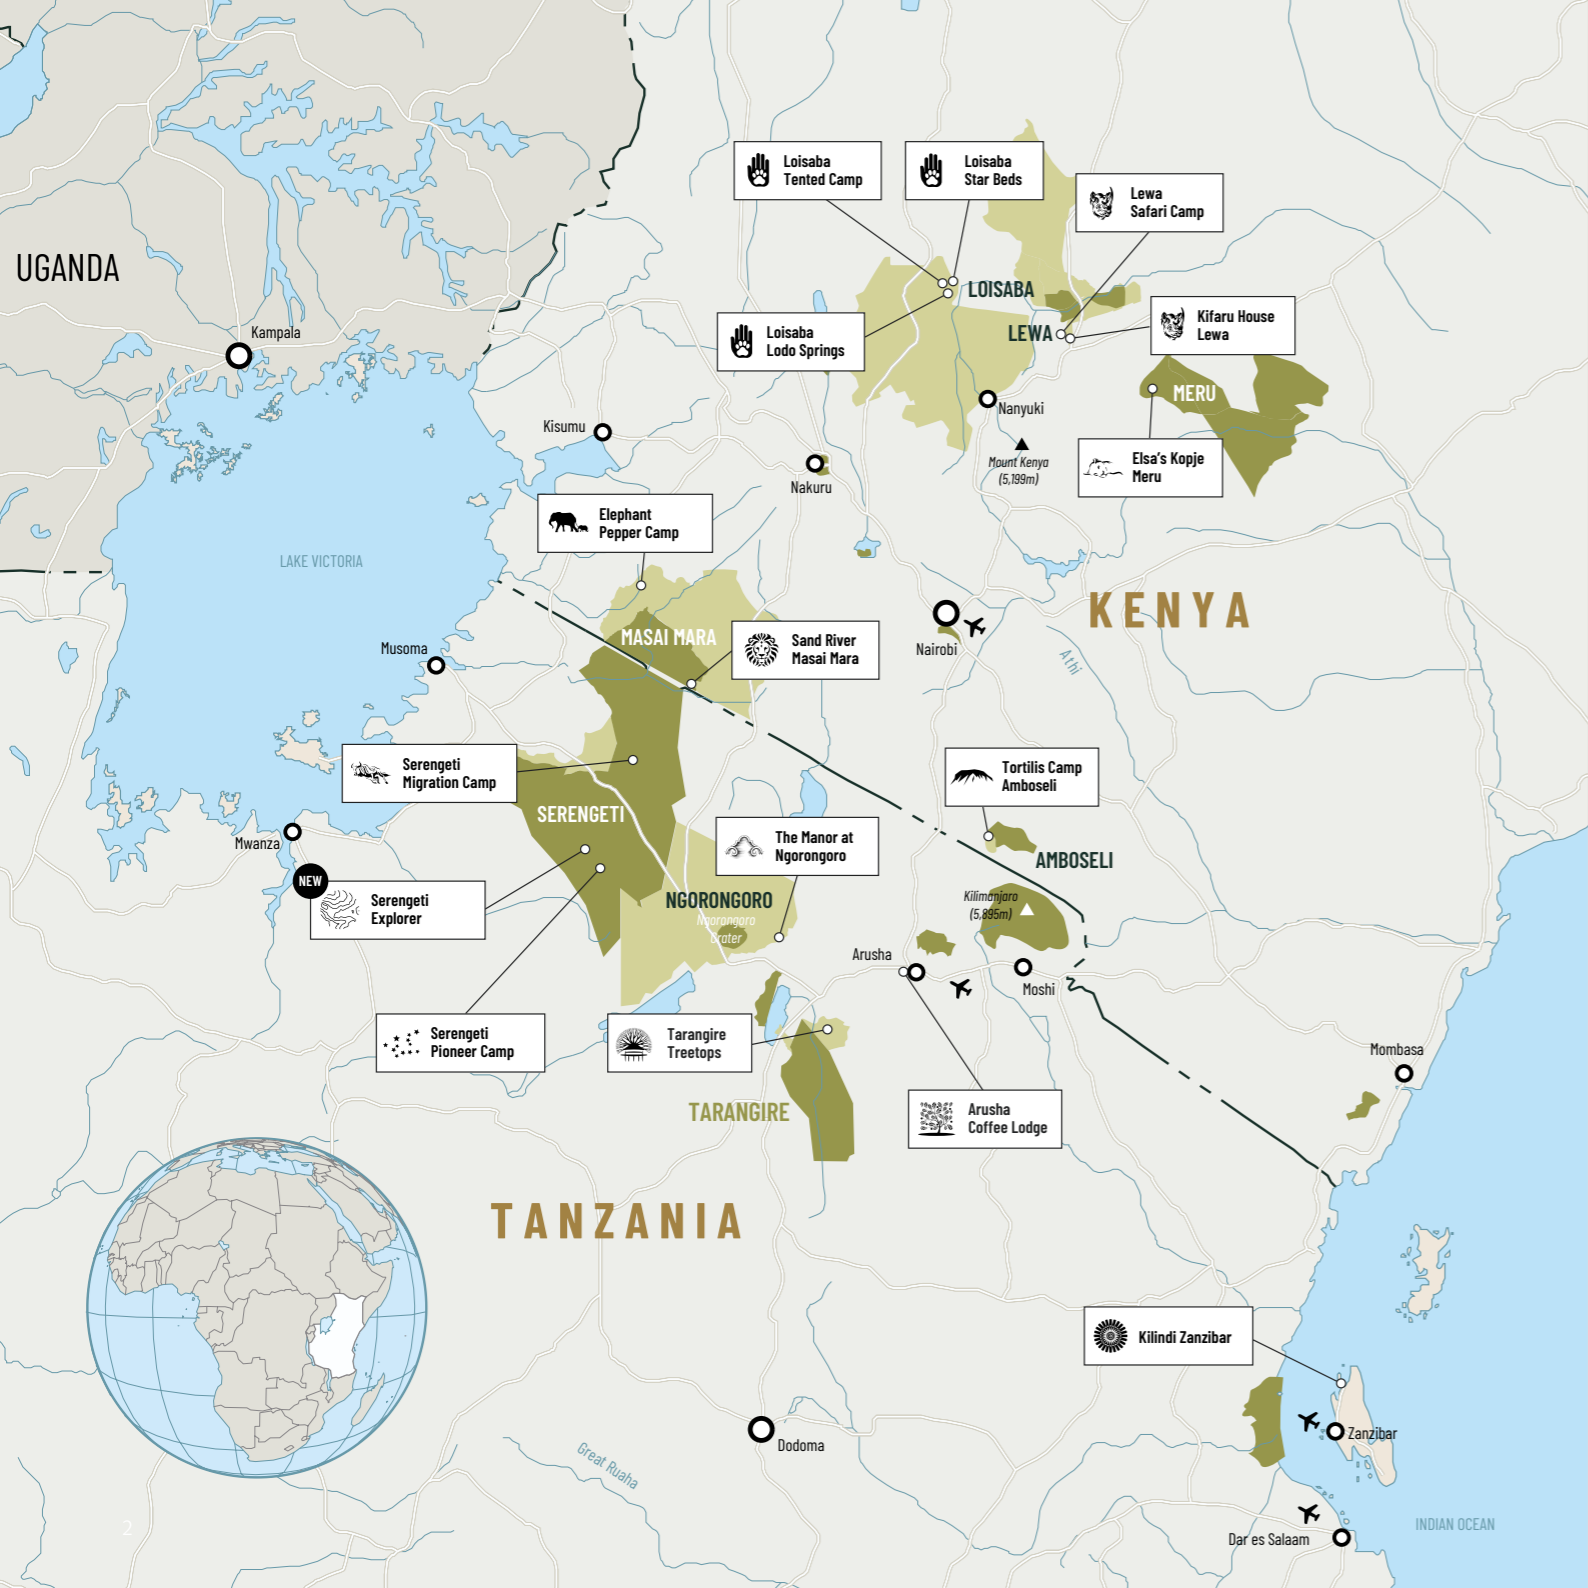 Loisaba
Tented Camp
Loisaba
Star Beds
Lewa
Safari Camp
UGANDA
LOISABA
Kampala
Loisaba
Lodo Springs
LEWA
Kifaru House
Lewa
MERU
Nanyuki
Kisumu
Mount Kenya
(5,199m)
Elsa's Kopje
Meru
Nakuru
Elephant
Pepper Camp
LAKE VICTORIA
KENYA
MASAI MARA
Sand River
Masai Mara
Musoma
Nairobi
Athi
Serengeti
Migration Camp
Tortilis Camp
Amboseli
SERENGETI
Mwanza
The Manor at
Ngorongoro
AMBOSELI
NEW
Serengeti
Explorer
NGORONGORO
Ngorongoro
Crater
Kilimanjaro
(5,895m)
Arusha
Moshi
Serengeti
Pioneer Camp
Tarangire
Treetops
Mombasa
TARANGIRE
Arusha
Coffee Lodge
TANZANIA
Kilindi Zanzibar
Zanzibar
Dodoma
Great Ruaha
2
INDIAN OCEAN
Dar es Salaam